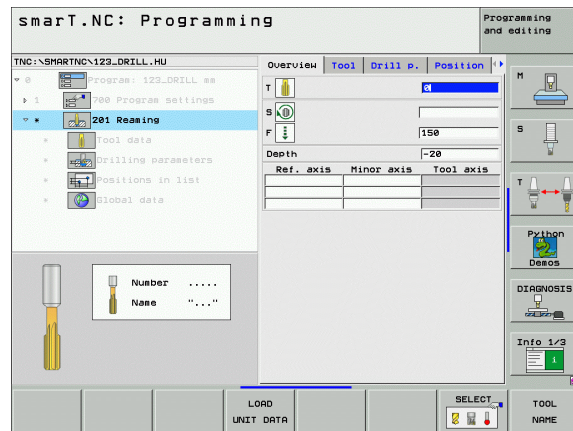 smarT.NC: Programming
Programming and editing
TNC:\SMARTNC\123_DRILL.HU
0 Program: 123_DRILL mm
1 700 Program settings
* 201 Reaming
* Tool data
* Drilling parameters
* Positions in list
* Global data
Overview Tool Drill p. Position
T 0
S
F 150
Depth -20
Ref. axis Minor axis Tool axis
Number .....
Name "..."
M
S
T
Python
Demos
DIAGNOSIS
Info 1/3
LOAD
UNIT DATA
SELECT
TOOL
NAME